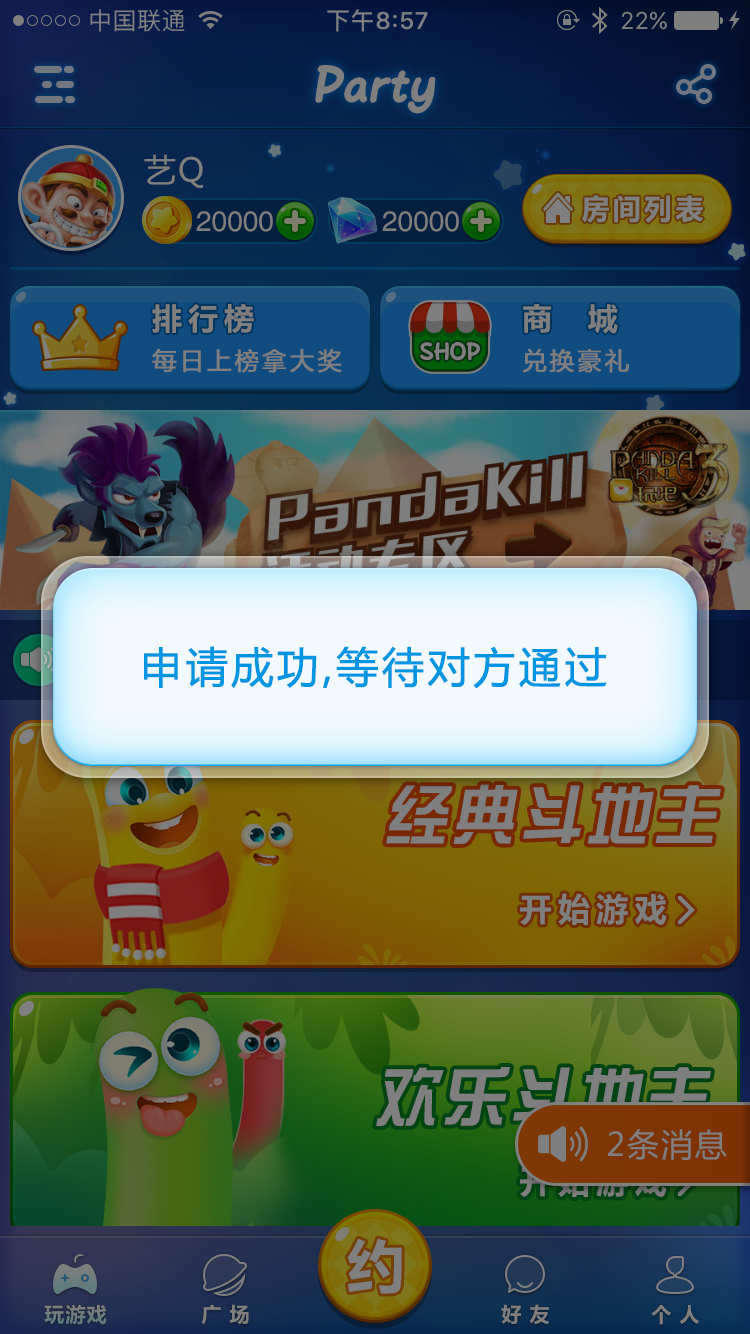 中国联通
下午8:57
22%
Party
艺Q
20000
20000
房间列表
排行榜
每日上榜拿大奖
SHOP
商 城
兑换豪礼
PandaKill
活动专区
PANDA
KILL
3
玩吧
申请成功,等待对方通过
经典斗地主
开始游戏
欢乐斗地主
开始游戏
2条消息
玩游戏
广场
约
好友
个人